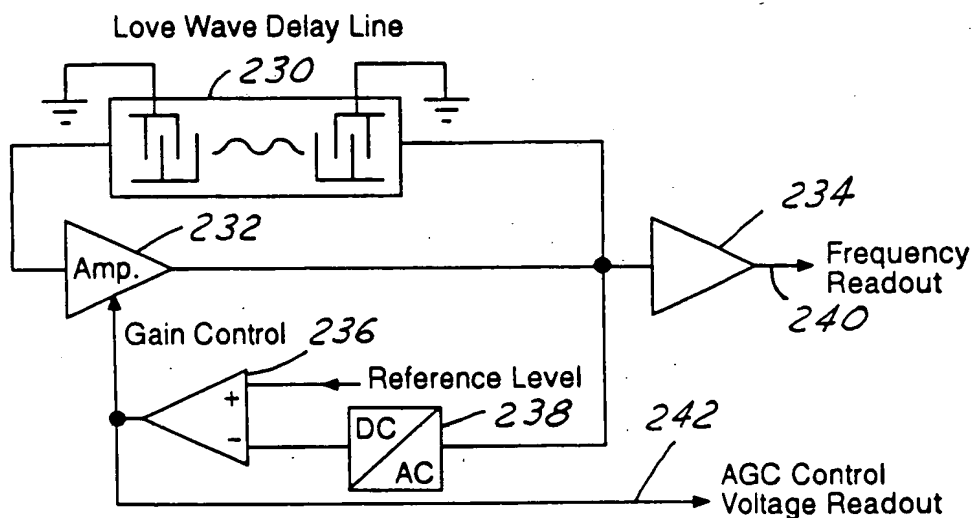 Love Wave Delay Line
230
232
Amp.
234
Frequency
Readout
240
Gain Control
236
+
Reference Level
−
DC
AC
238
242
AGC Control
Voltage Readout